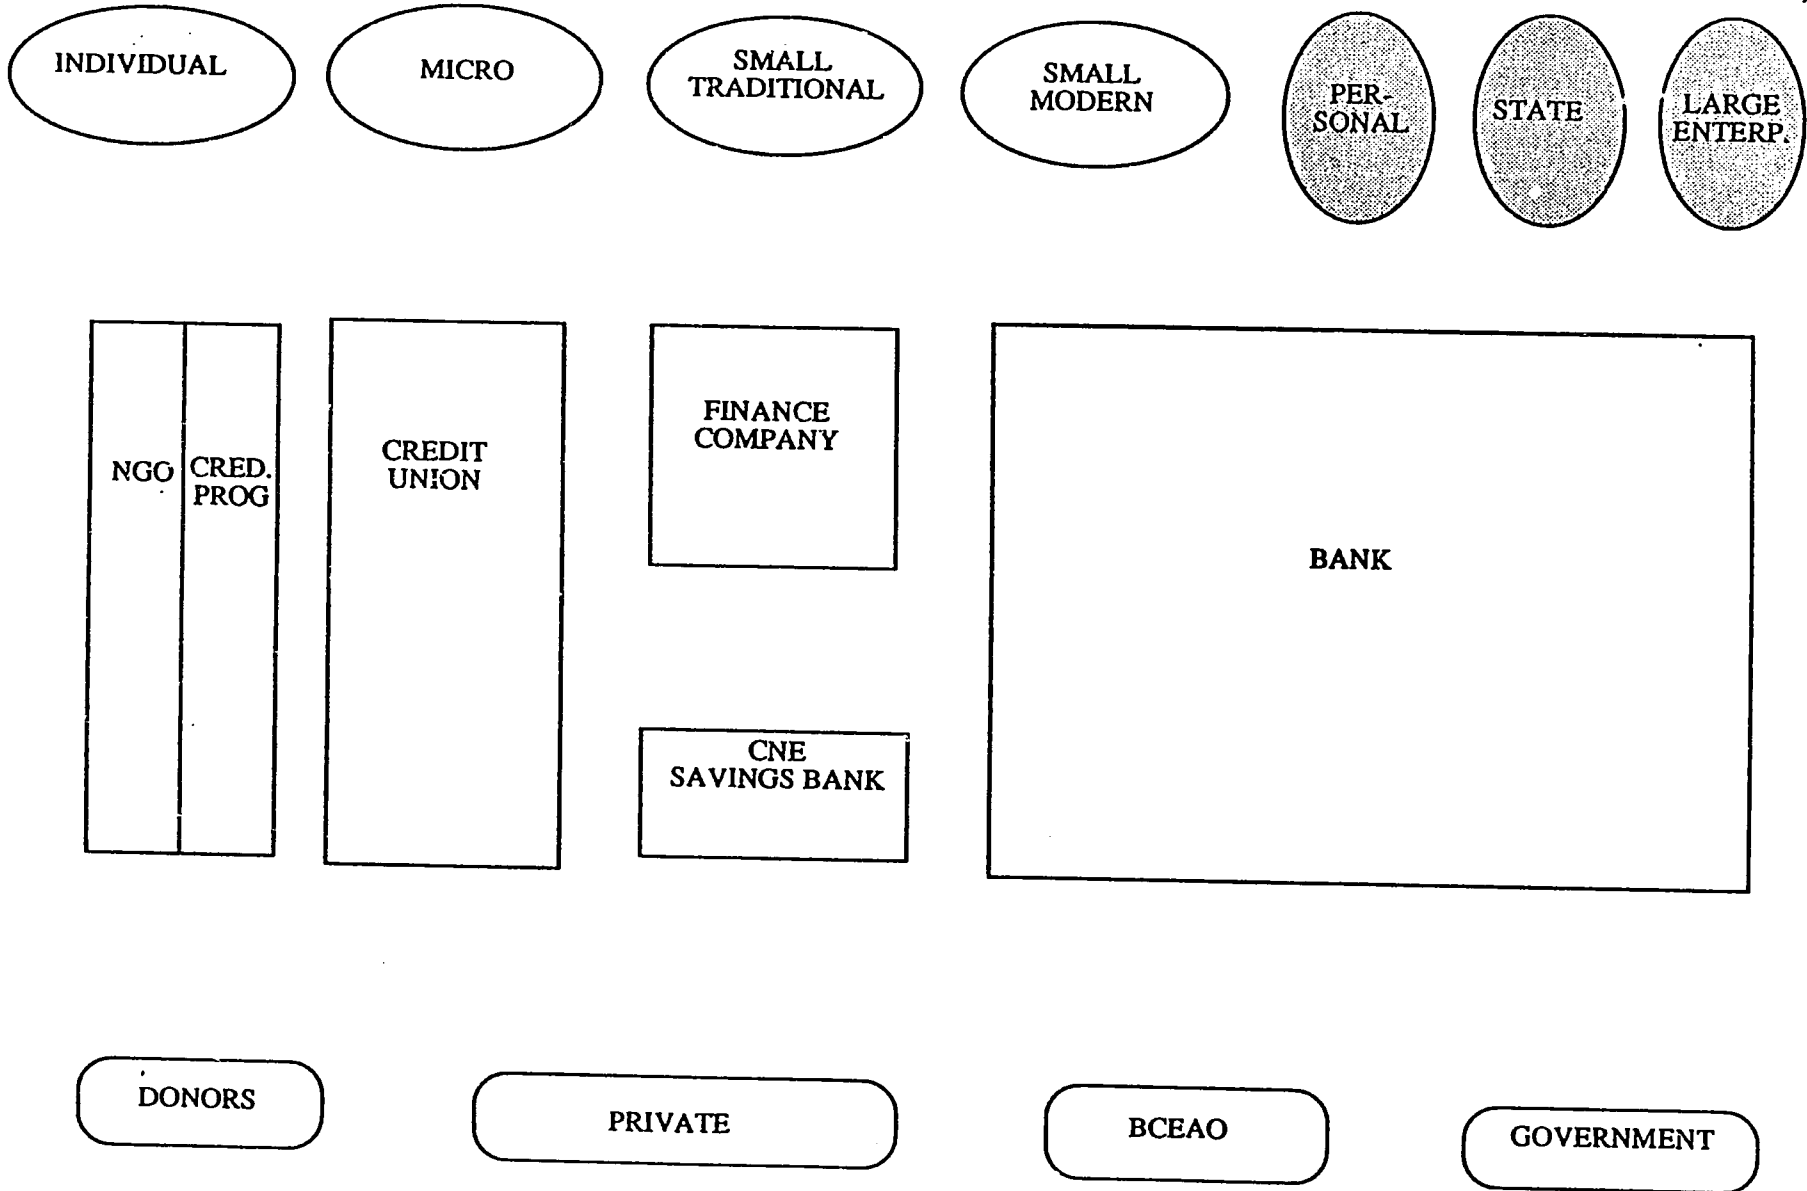 INDIVIDUAL
MICRO
SMALL
TRADITIONAL
SMALL
MODERN
PER-
SONAL
STATE
LARGE
ENTERP.
NGO
CRED.
PROG
CREDIT
UNION
FINANCE
COMPANY
BANK
CNE
SAVINGS BANK
DONORS
PRIVATE
BCEAO
GOVERNMENT